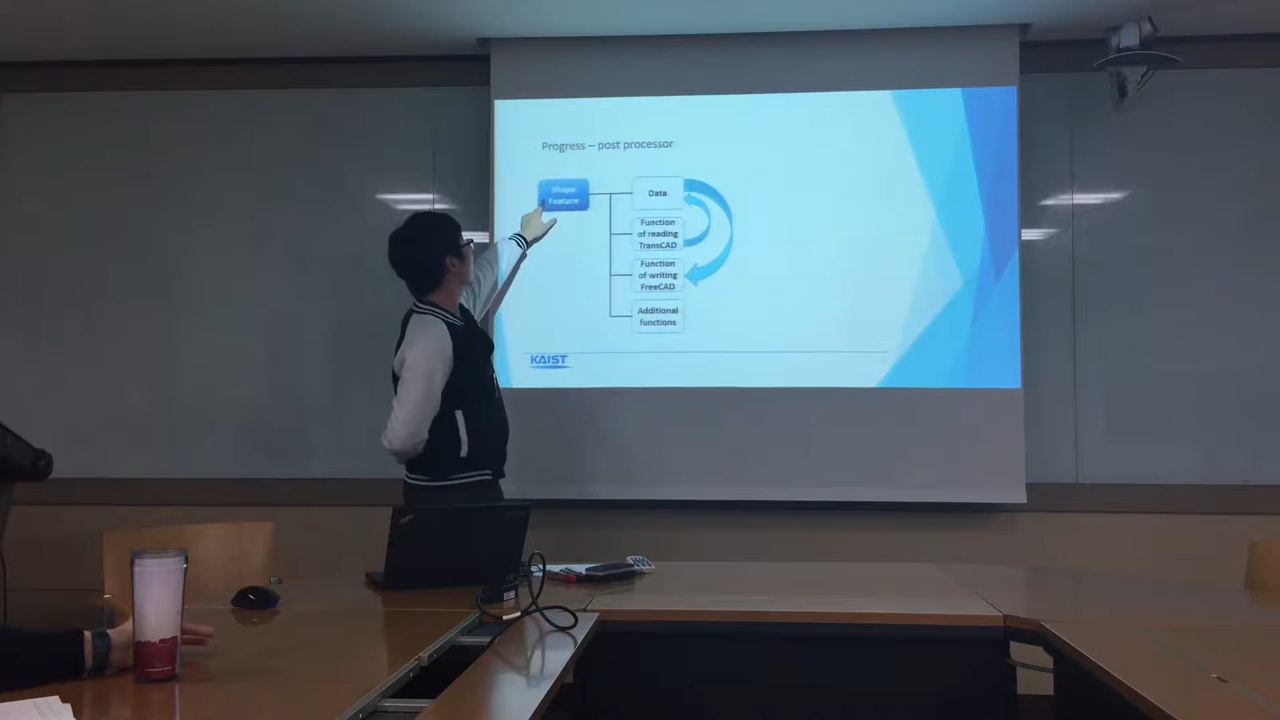 Progress – post processor
Shape
Feature
Data
Function
of reading
TransCAD
Function
of writing
FreeCAD
Additional
functions
KAIST